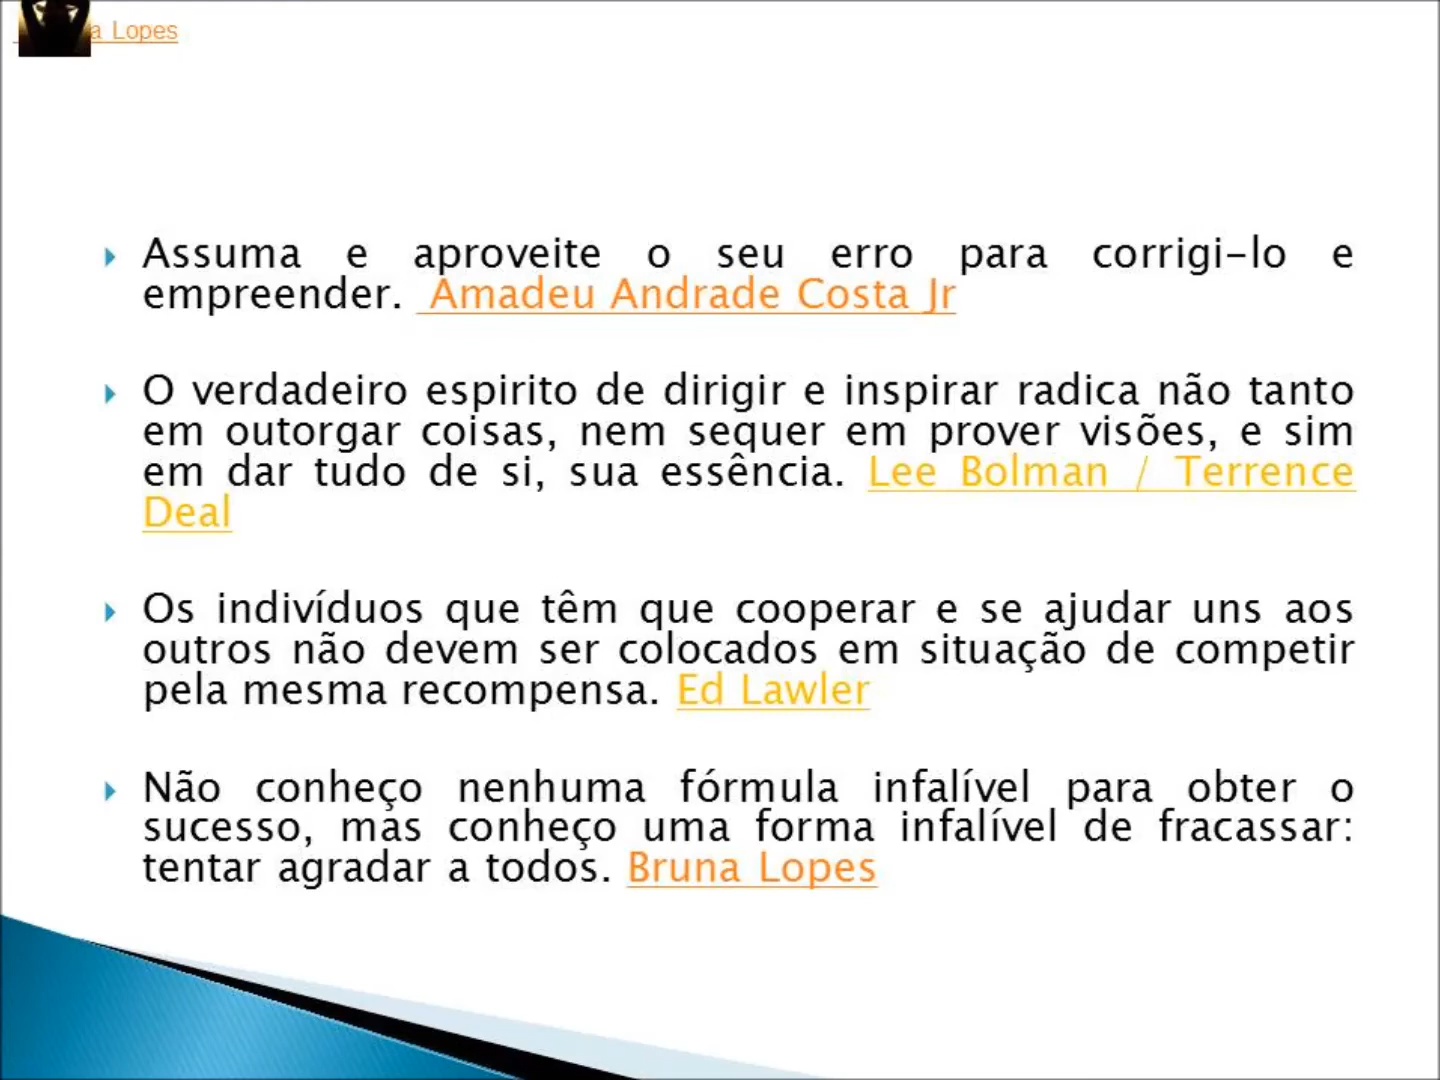 a Lopes
Assuma e aproveite o seu erro para corrigi-lo e
empreender. Amadeu Andrade Costa Jr
O verdadeiro espirito de dirigir e inspirar radica não tanto
em outorgar coisas, nem sequer em prover visões, e sim
em dar tudo de si, sua essência. Lee Bolman / Terrence
Deal
Os indivíduos que têm que cooperar e se ajudar uns aos
outros não devem ser colocados em situação de competir
pela mesma recompensa. Ed Lawler
Não conheço nenhuma fórmula infalível para obter o
sucesso, mas conheço uma forma infalível de fracassar:
tentar agradar a todos. Bruna Lopes